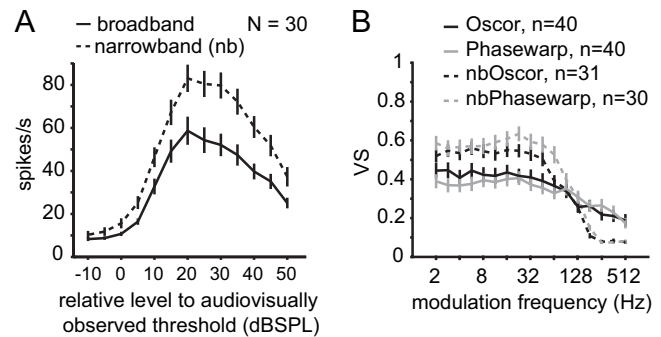 A
broadband N = 30
narrowband (nb)
80
60
40
20
0
spikes/s
-10 0 10 20 30 40 50
relative level to audiovisually
observed threshold (dBSPL)
B
Oscor, n=40
Phasewarp, n=40
nbOscor, n=31
nbPhasewarp, n=30
1
0.8
0.6
0.4
0.2
0
VS
2 8 32 128 512
modulation frequency (Hz)